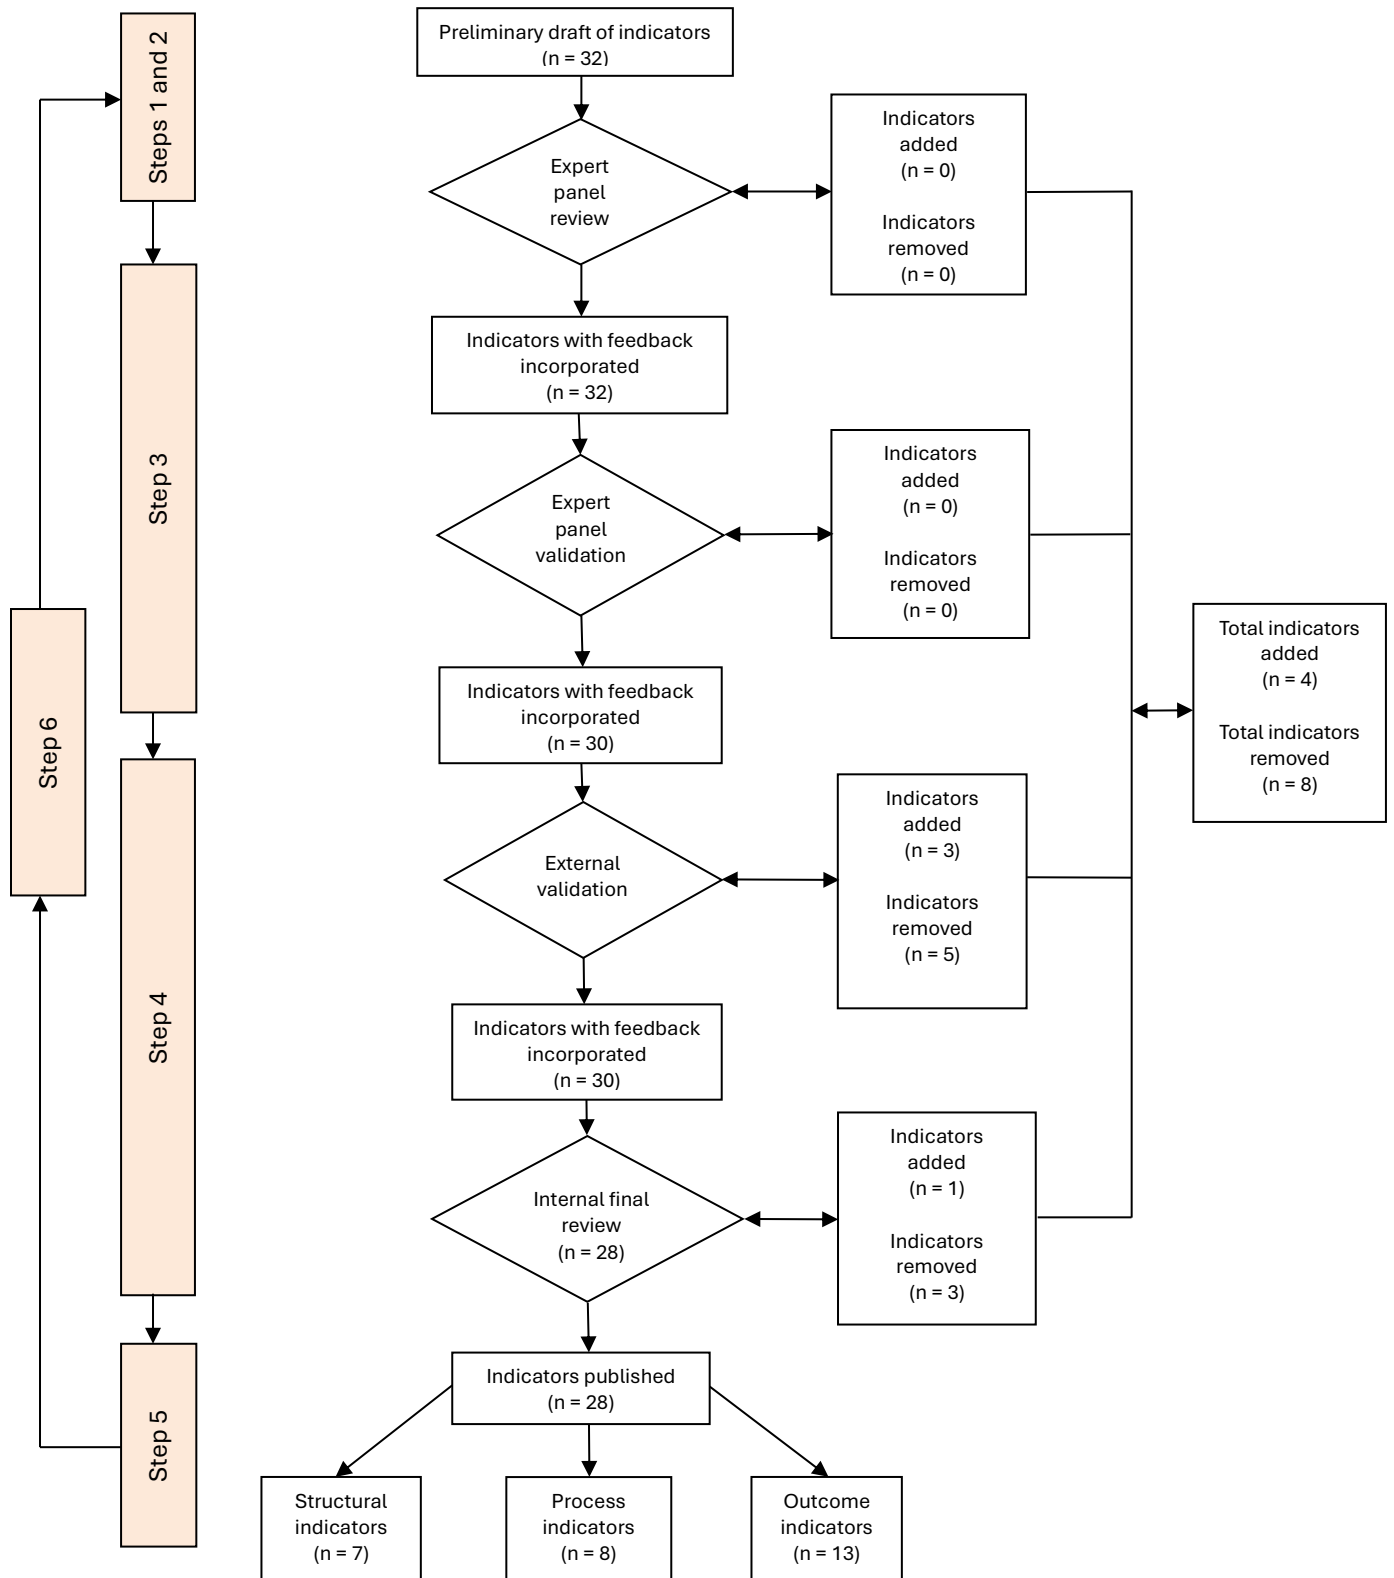 Steps 1 and 2
Step 3
Step 6
Step 4
Step 5
Preliminary draft of indicators
(n = 32)
Expert
panel
review
Indicators
added
(n = 0)
Indicators
removed
(n = 0)
Indicators with feedback
incorporated
(n = 32)
Expert
panel
validation
Indicators
added
(n = 0)
Indicators
removed
(n = 0)
Indicators with feedback
incorporated
(n = 30)
Total indicators
added
(n = 4)
Total indicators
removed
(n = 8)
External
validation
Indicators
added
(n = 3)
Indicators
removed
(n = 5)
Indicators with feedback
incorporated
(n = 30)
Internal final
review
(n = 28)
Indicators
added
(n = 1)
Indicators
removed
(n = 3)
Indicators published
(n = 28)
Structural
indicators
(n = 7)
Process
indicators
(n = 8)
Outcome
indicators
(n = 13)